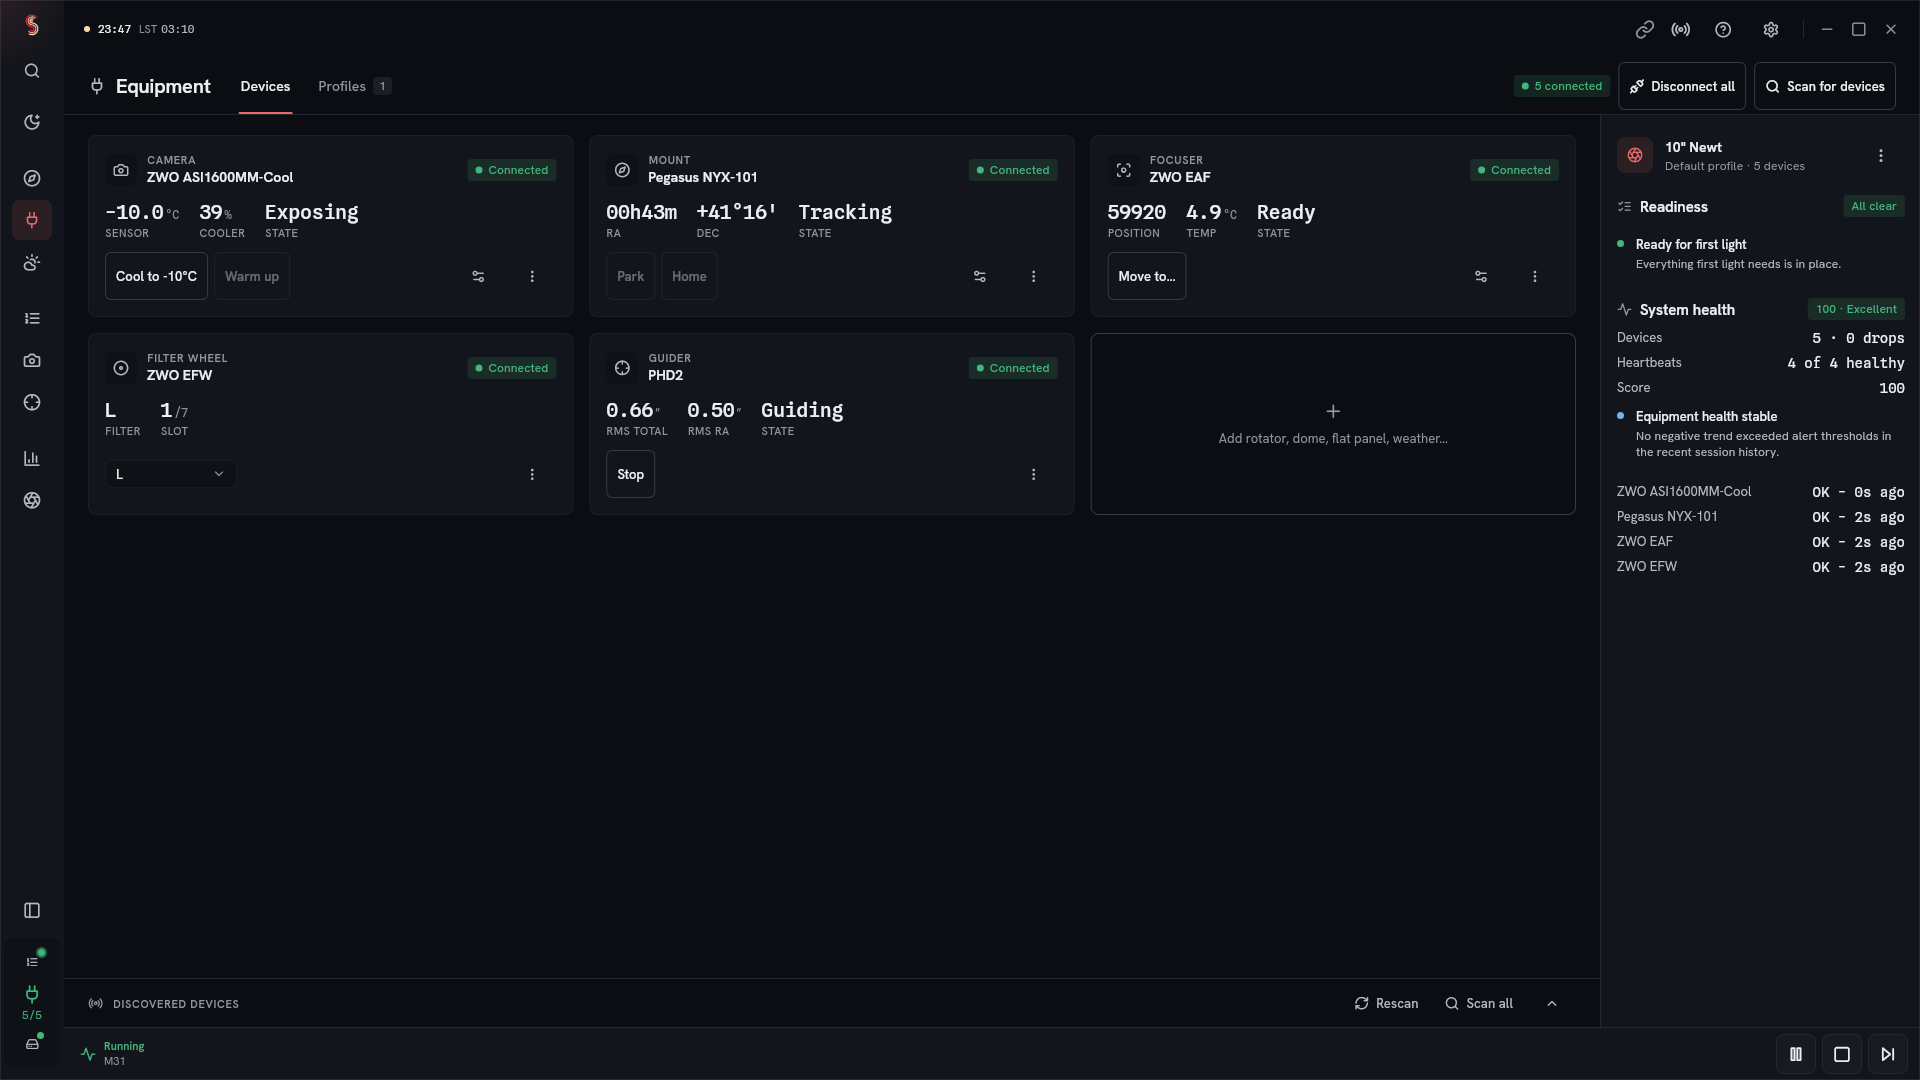 23:47 LST 03:10
Equipment Devices Profiles 1
5 connected Disconnect all Scan for devices
CAMERA
ZWO ASI1600MM-Cool
Connected
-10.0°C 39% Exposing
SENSOR COOLER STATE
Cool to -10°C Warm up
MOUNT
Pegasus NYX-101
Connected
00h43m +41°16' Tracking
RA DEC STATE
Park Home
FOCUSER
ZWO EAF
Connected
59920 4.9°C Ready
POSITION TEMP STATE
Move to...
FILTER WHEEL
ZWO EFW
Connected
L 1/7
FILTER SLOT
L
GUIDER
PHD2
Connected
0.66″ 0.50″ Guiding
RMS TOTAL RMS RA STATE
Stop
Add rotator, dome, flat panel, weather...
10" Newt
Default profile · 5 devices
Readiness All clear
Ready for first light
Everything first light needs is in place.
System health 100 · Excellent
Devices 5 · 0 drops
Heartbeats 4 of 4 healthy
Score 100
Equipment health stable
No negative trend exceeded alert thresholds in
the recent session history.
ZWO ASI1600MM-Cool OK - 0s ago
Pegasus NYX-101 OK - 2s ago
ZWO EAF OK - 2s ago
ZWO EFW OK - 2s ago
DISCOVERED DEVICES Rescan Scan all
5/5
Running
M31